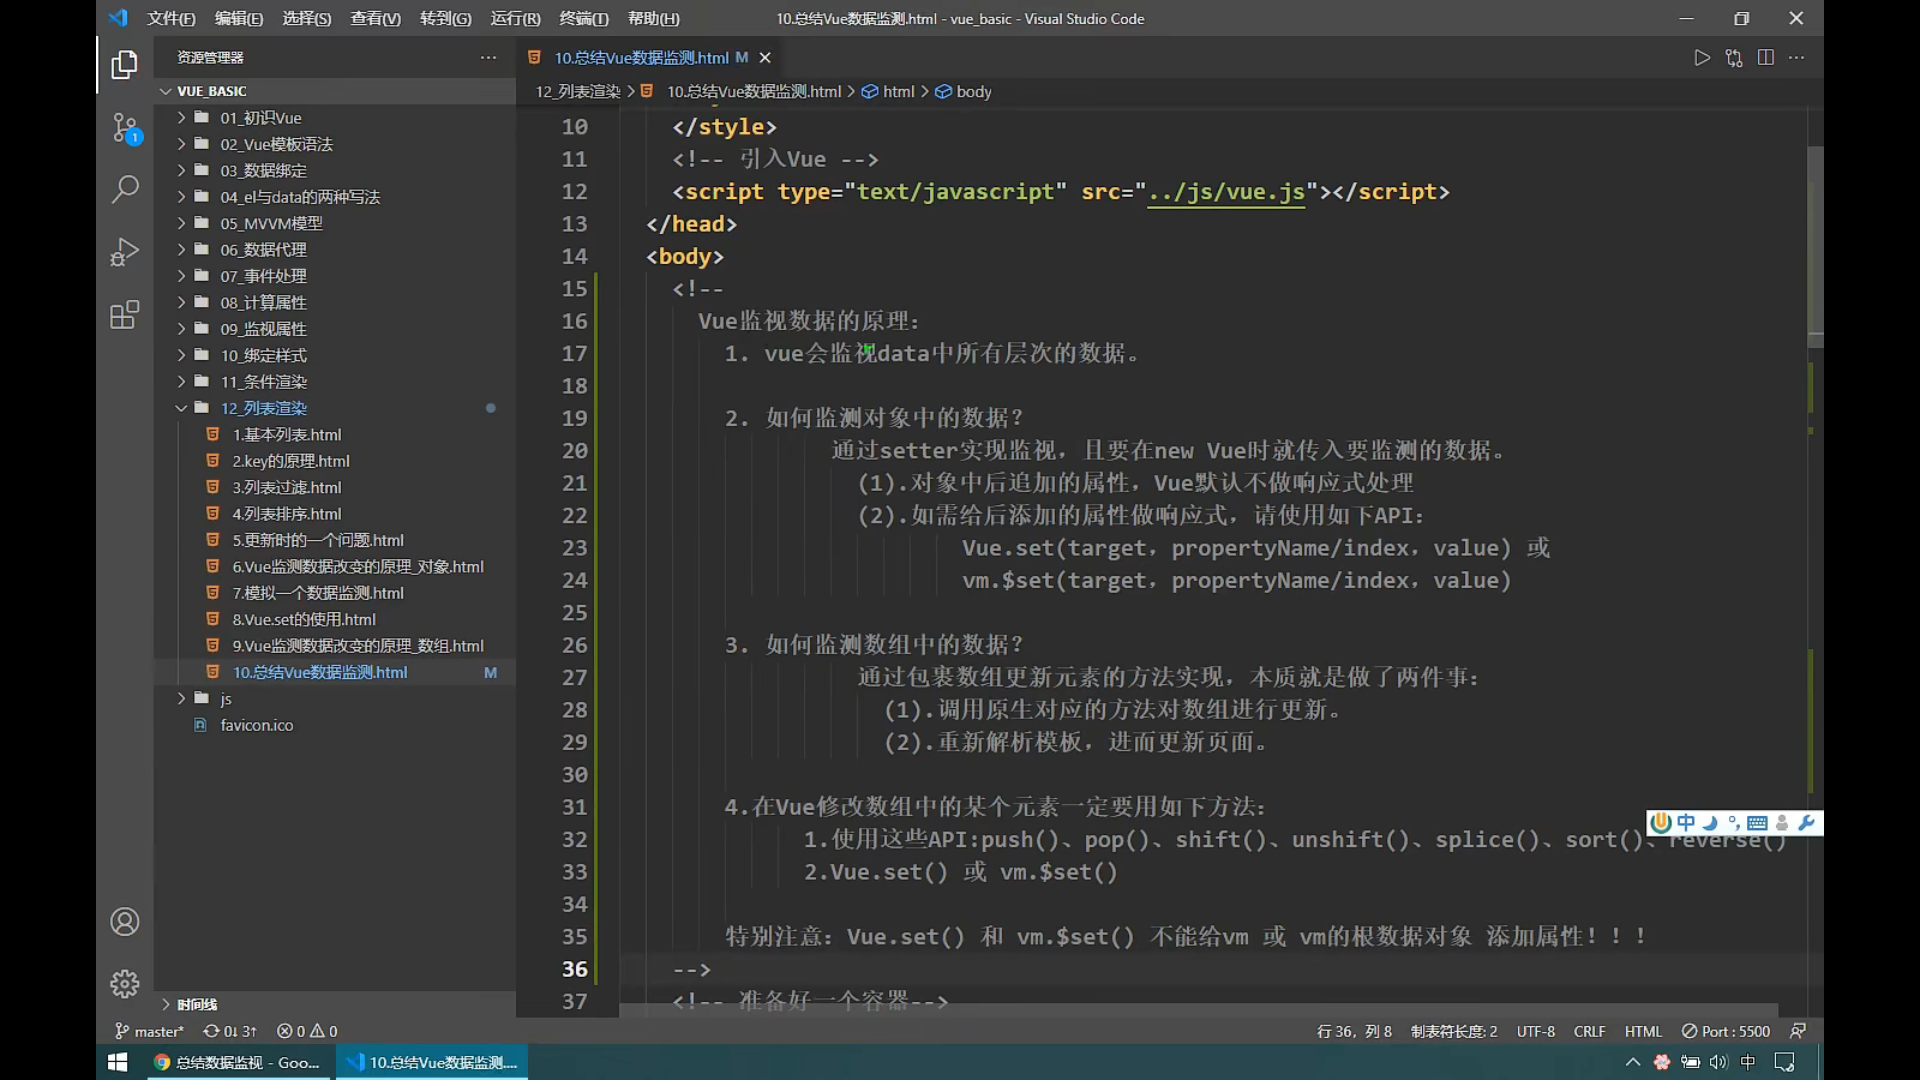 文件(F) 编辑(E) 选择(S) 查看(V) 转到(G) 运行(R) 终端(T) 帮助(H) 10.总结Vue数据监测.html - vue_basic - Visual Studio Code
资源管理器
10.总结Vue数据监测.html M
VUE_BASIC
12_列表渲染 > 10.总结Vue数据监测.html > html > body
01_初识Vue
02_Vue模板语法
03_数据绑定
04_el与data的两种写法
05_MVVM模型
06_数据代理
07_事件处理
08_计算属性
09_监视属性
10_绑定样式
11_条件渲染
12_列表渲染
1.基本列表.html
2.key的原理.html
3.列表过滤.html
4.列表排序.html
5.更新时的一个问题.html
6.Vue监测数据改变的原理_对象.html
7.模拟一个数据监测.html
8.Vue.set的使用.html
9.Vue监测数据改变的原理_数组.html
10.总结Vue数据监测.html M
js
favicon.ico
时间线
1
10 </style>
11 <!-- 引入Vue -->
12 <script type="text/javascript" src="../js/vue.js"></script>
13 </head>
14 <body>
15 <!--
16 Vue监视数据的原理：
17 1. vue会监视data中所有层次的数据。
18
19 2. 如何监测对象中的数据？
20 通过setter实现监视，且要在new Vue时就传入要监测的数据。
21 (1).对象中后追加的属性，Vue默认不做响应式处理
22 (2).如需给后添加的属性做响应式，请使用如下API：
23 Vue.set(target，propertyName/index，value) 或
24 vm.$set(target，propertyName/index，value)
25
26 3. 如何监测数组中的数据？
27 通过包裹数组更新元素的方法实现，本质就是做了两件事：
28 (1).调用原生对应的方法对数组进行更新。
29 (2).重新解析模板，进而更新页面。
30
31 4.在Vue修改数组中的某个元素一定要用如下方法：
32 1.使用这些API:push()、pop()、shift()、unshift()、splice()、sort()、reverse()
33 2.Vue.set() 或 vm.$set()
34
35 特别注意：Vue.set() 和 vm.$set() 不能给vm 或 vm的根数据对象 添加属性！！！
36 -->
37 <!-- 准备好一个容器-->
中
master* 0↓ 3↑ 0 0 行 36，列 8 制表符长度: 2 UTF-8 CRLF HTML Port : 5500
总结数据监视 - Goo... 10.总结Vue数据监测.... 中